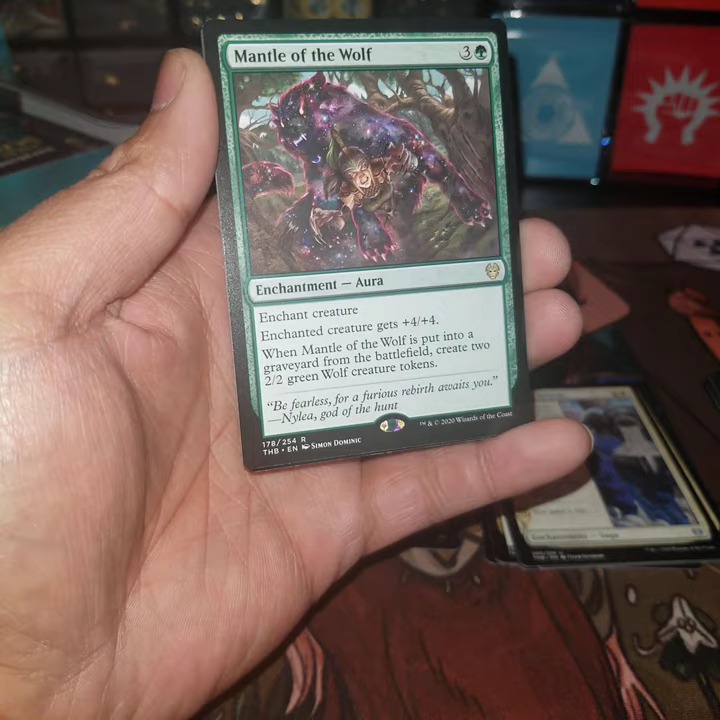 Mantle of the Wolf 3
Enchantment — Aura
Enchant creature
Enchanted creature gets +4/+4.
When Mantle of the Wolf is put into a
graveyard from the battlefield, create two
2/2 green Wolf creature tokens.
“Be fearless, for a furious rebirth awaits you.”
—Nylea, god of the hunt
178/254 R
THB • EN SIMON DOMINIC
™ & © 2020 Wizards of the Coast